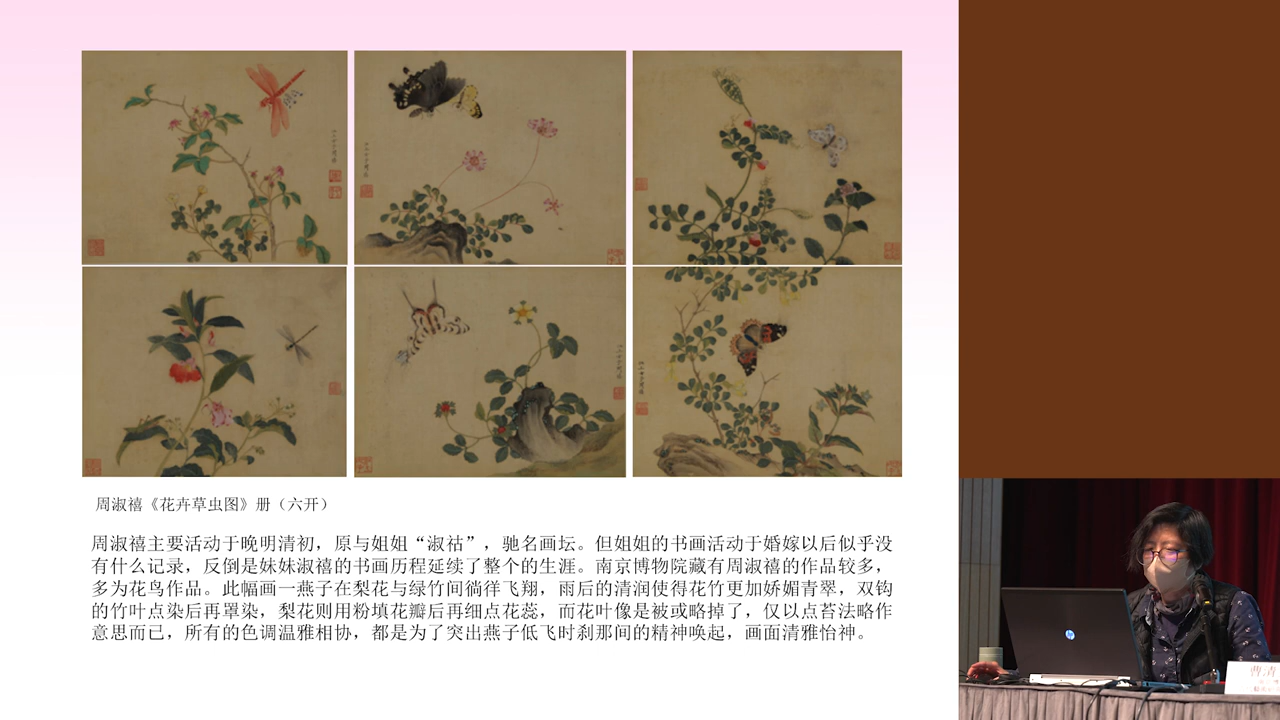 周淑禧《花卉草虫图》册（六开）
周淑禧主要活动于晚明清初，原与姐姐“淑祜”，驰名画坛。但姐姐的书画活动于婚嫁以后似乎没
有什么记录，反倒是妹妹淑禧的书画历程延续了整个的生涯。南京博物院藏有周淑禧的作品较多，
多为花鸟作品。此幅画一燕子在梨花与绿竹间徜徉飞翔，雨后的清润使得花竹更加娇媚青翠，双钩
的竹叶点染后再罩染，梨花则用粉填花瓣后再细点花蕊，而花叶像是被或略掉了，仅以点苔法略作
意思而已，所有的色调温雅相协，都是为了突出燕子低飞时刹那间的精神唤起，画面清雅怡神。
hp
曹清